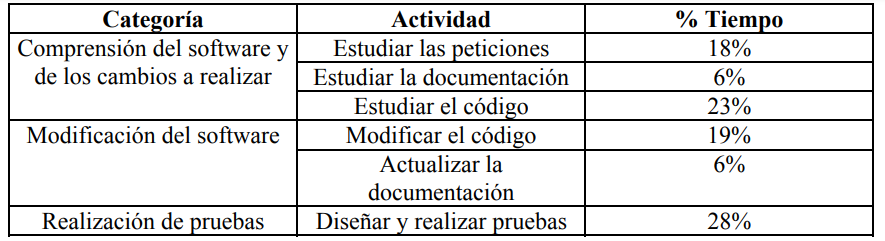 Categoría Actividad % Tiempo
Comprensión del software y Estudiar las peticiones 18%
de los cambios a realizar Estudiar la documentación 6%
Estudiar el código 23%
Modificación del software Modificar el código 19%
Actualizar la 6%
documentación
Realización de pruebas Diseñar y realizar pruebas 28%